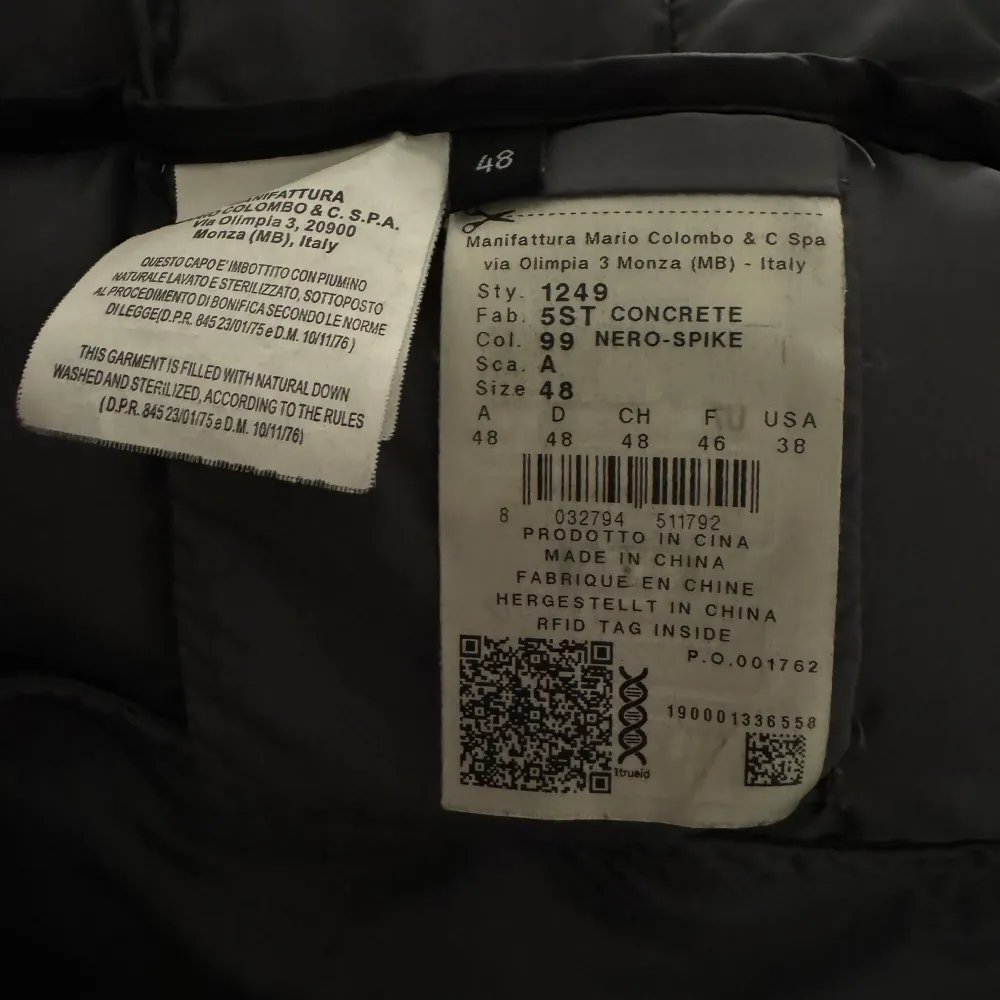 48
MANIFATTURA
COLOMBO & C. S.P.A.
Via Olimpia 3, 20900
Monza (MB), Italy
QUESTO CAPO E' IMBOTTITO CON PIUMINO
NATURALE LAVATO E STERILIZZATO, SOTTOPOSTO
AL PROCEDIMENTO DI BONIFICA SECONDO LE NORME
DI LEGGE(D.P.R. 845 23/01/75 e D.M. 10/11/76 )
THIS GARMENT IS FILLED WITH NATURAL DOWN
WASHED AND STERILIZED, ACCORDING TO THE RULES
( D.P.R. 845 23/01/75 e D.M. 10/11/76)
Manifattura Mario Colombo & C Spa
via Olimpia 3 Monza (MB) - Italy
Sty. 1249
Fab. 5ST CONCRETE
Col. 99 NERO-SPIKE
Sca. A
Size 48
A D CH F USA
48 48 48 46 38
8 032794 511792
PRODOTTO IN CINA
MADE IN CHINA
FABRIQUE EN CHINE
HERGESTELLT IN CHINA
RFID TAG INSIDE
P.O.001762
190001336558
1trueid